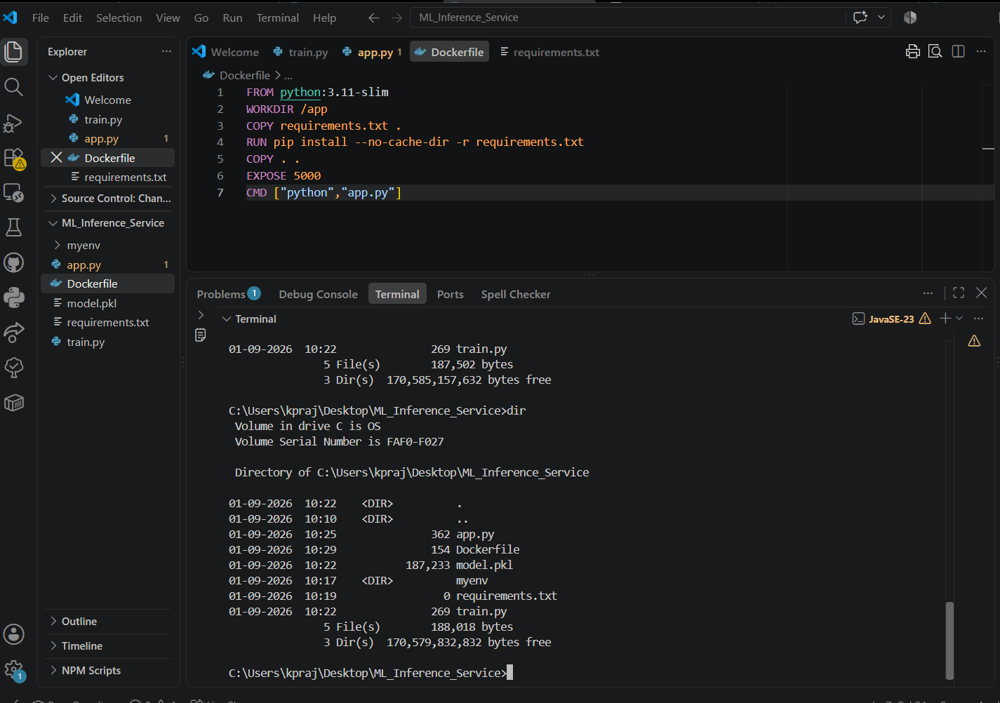 File Edit Selection View Go Run Terminal Help
ML_Inference_Service
Explorer
Open Editors
Welcome
train.py
app.py 1
Dockerfile
requirements.txt
Source Control: Chan...
ML_Inference_Service
myenv
app.py 1
Dockerfile
model.pkl
requirements.txt
train.py
Outline
Timeline
NPM Scripts
1
Welcome train.py app.py 1 Dockerfile requirements.txt
Dockerfile > ...
1 FROM python:3.11-slim
2 WORKDIR /app
3 COPY requirements.txt .
4 RUN pip install --no-cache-dir -r requirements.txt
5 COPY . .
6 EXPOSE 5000
7 CMD ["python","app.py"]
Problems 1 Debug Console Terminal Ports Spell Checker
Terminal
JavaSE-23
01-09-2026 10:22 269 train.py
5 File(s) 187,502 bytes
3 Dir(s) 170,585,157,632 bytes free
C:\Users\kpraj\Desktop\ML_Inference_Service>dir
Volume in drive C is OS
Volume Serial Number is FAF0-F027
Directory of C:\Users\kpraj\Desktop\ML_Inference_Service
01-09-2026 10:22 <DIR> .
01-09-2026 10:10 <DIR> ..
01-09-2026 10:25 362 app.py
01-09-2026 10:29 154 Dockerfile
01-09-2026 10:22 187,233 model.pkl
01-09-2026 10:17 <DIR> myenv
01-09-2026 10:19 0 requirements.txt
01-09-2026 10:22 269 train.py
5 File(s) 188,018 bytes
3 Dir(s) 170,579,832,832 bytes free
C:\Users\kpraj\Desktop\ML_Inference_Service>